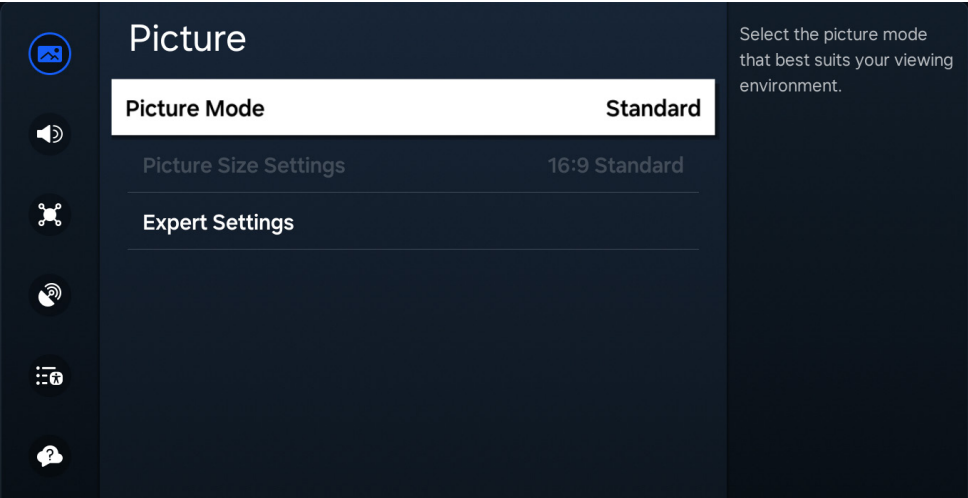 Picture
Picture Mode Standard
Picture Size Settings 16:9 Standard
Expert Settings
Select the picture mode
that best suits your viewing
environment.